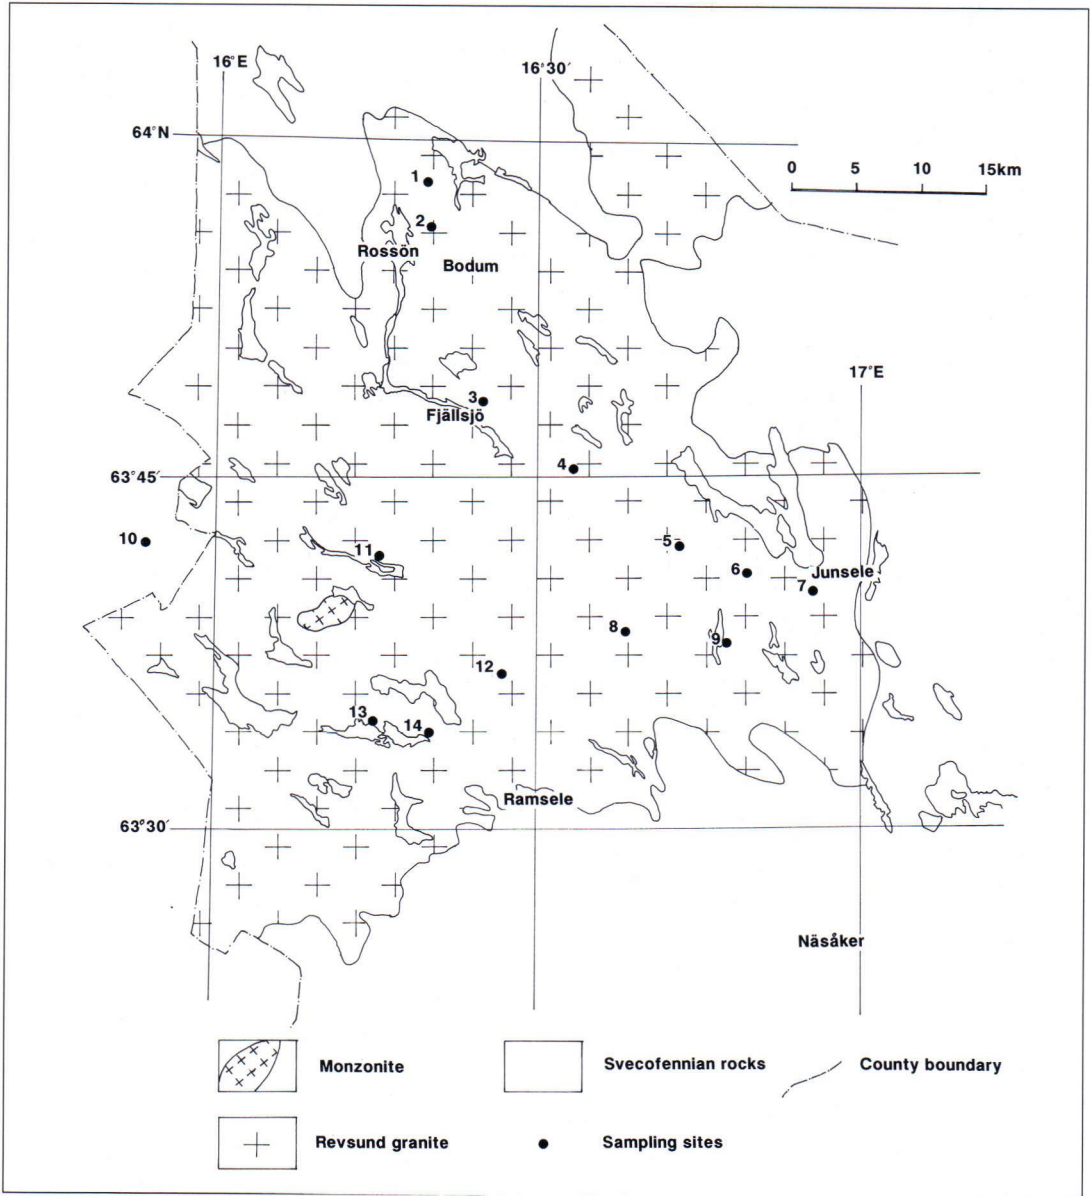 16°E
16°30´
64°N
0 5 10 15km
1
2
Rossön
Bodum
17°E
3
Fjällsjö
4
63°45´
10
11
5
6
Junsele
7
8
9
12
13
14
Ramsele
63°30´
Näsåker
Monzonite
Svecofennian rocks
County boundary
Revsund granite
Sampling sites